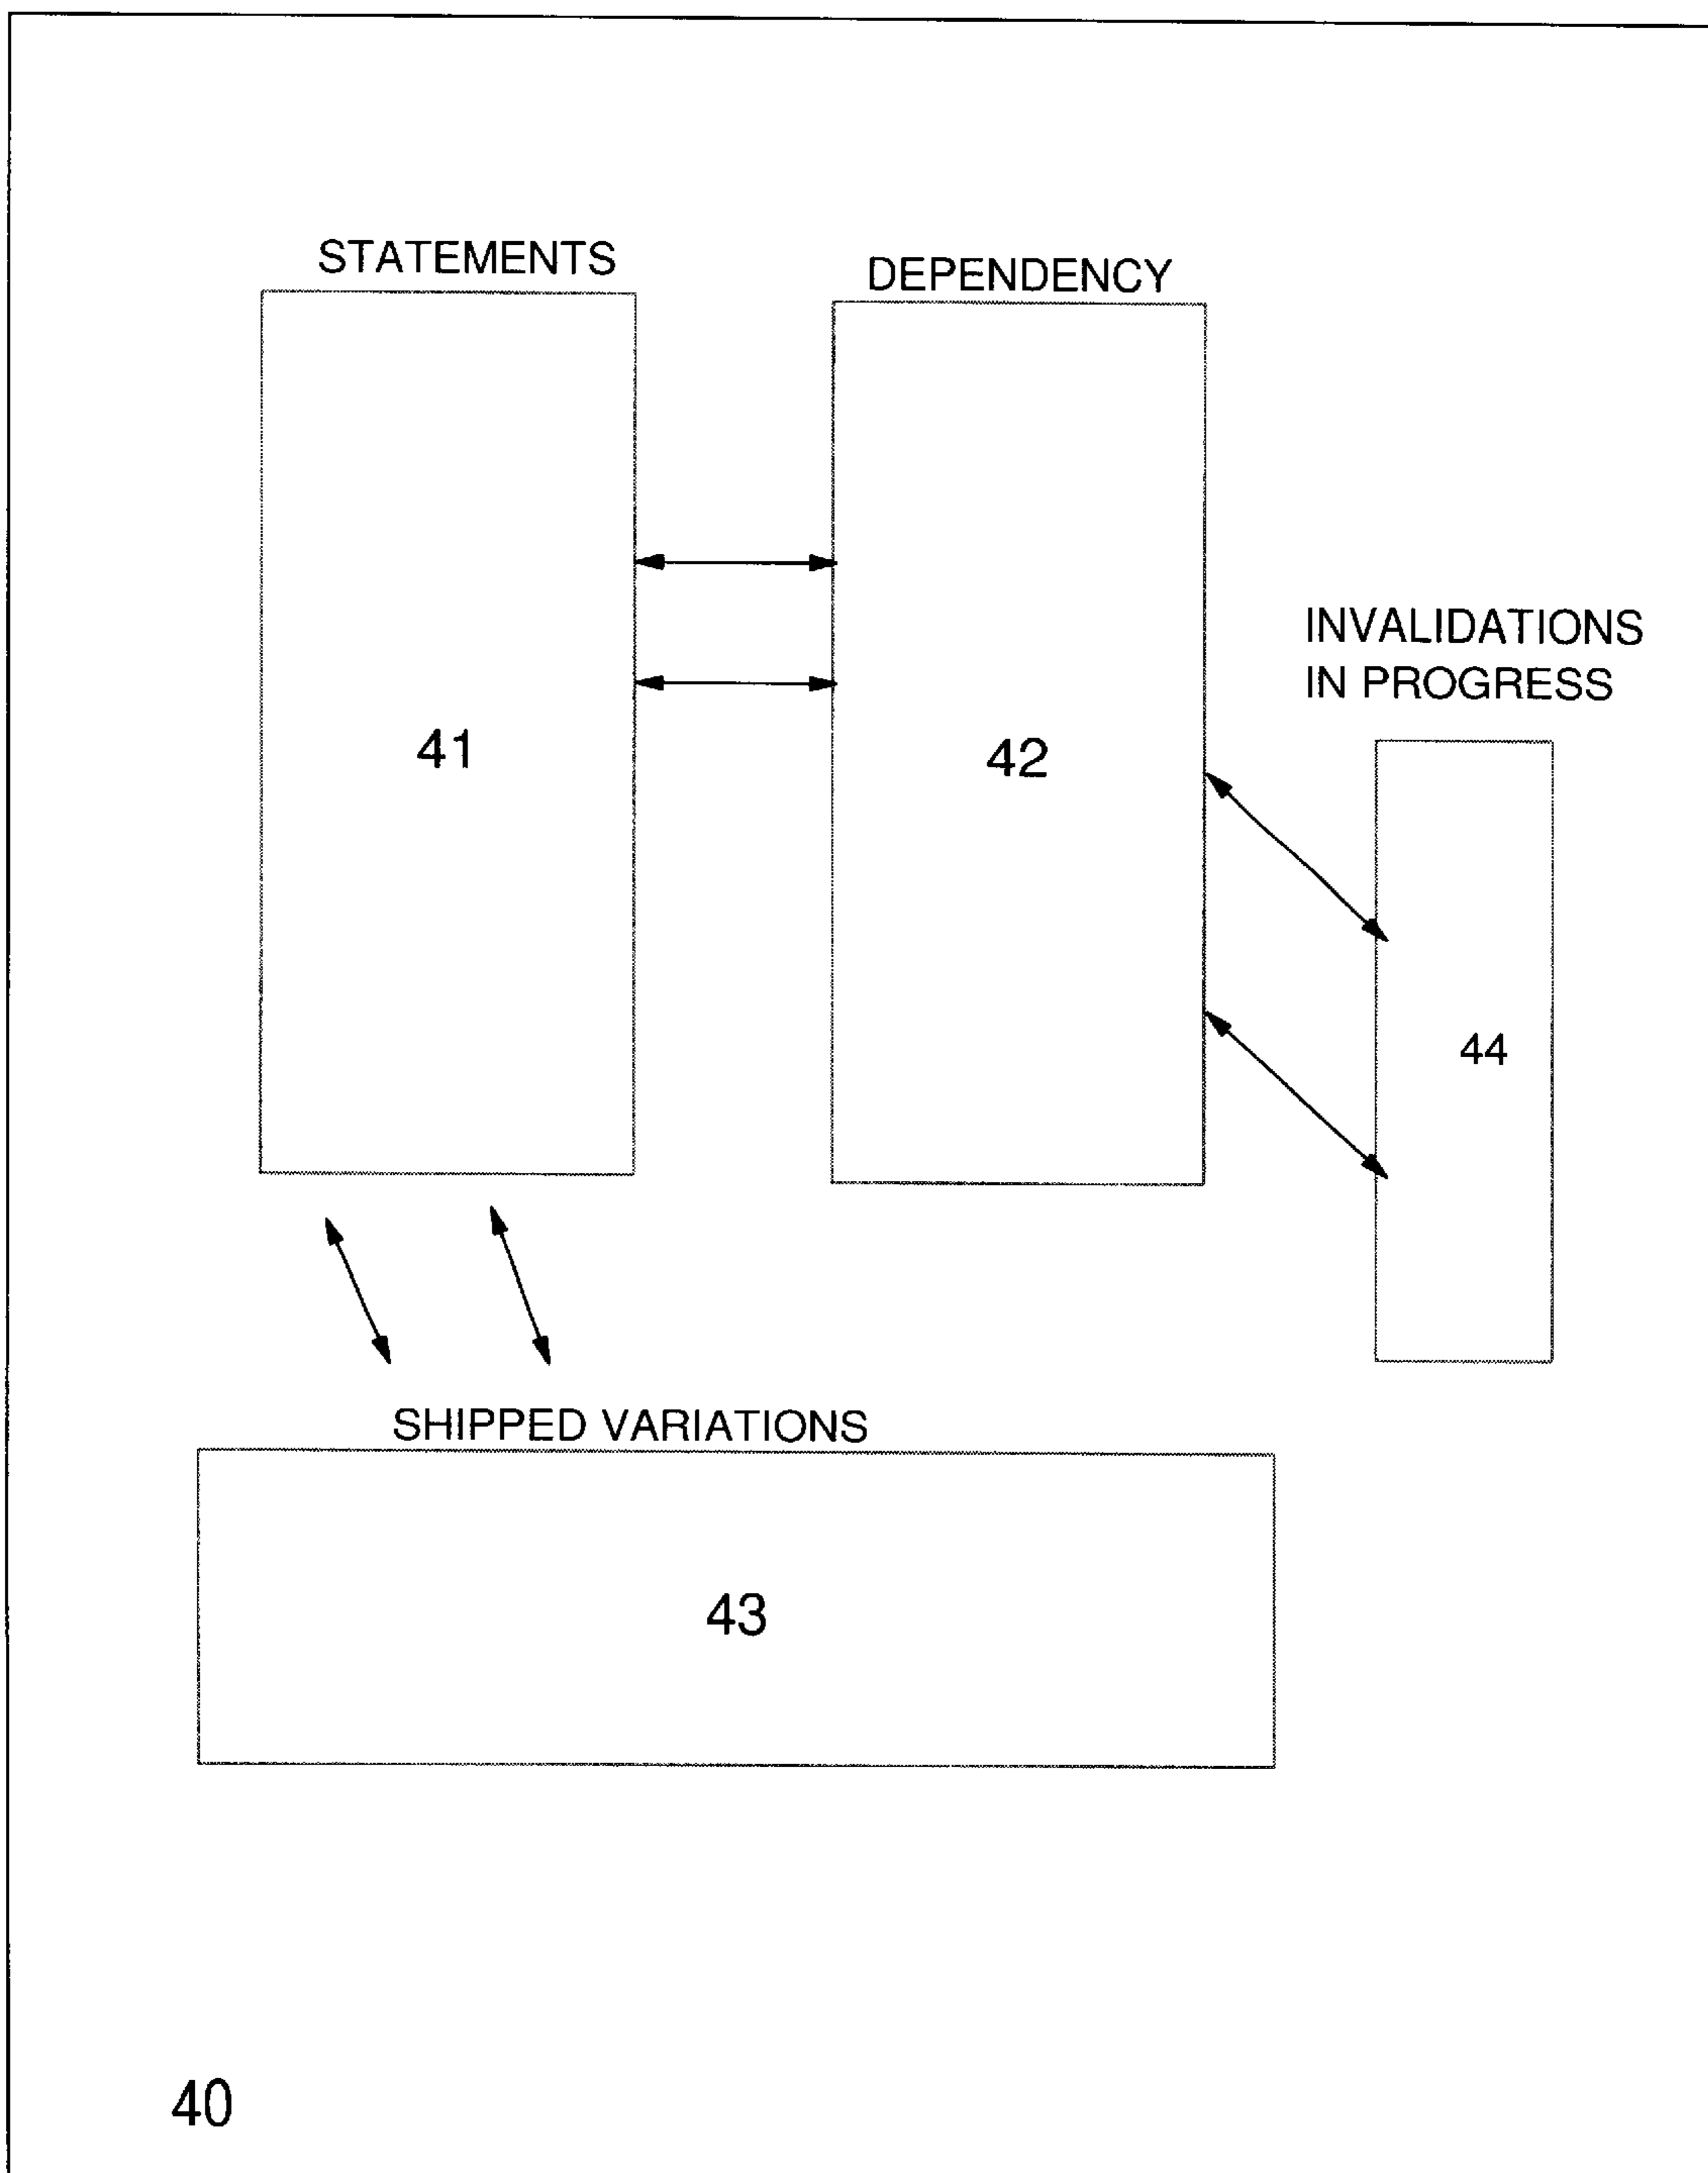 STATEMENTS
DEPENDENCY
INVALIDATIONS
IN PROGRESS
41
42
44
SHIPPED VARIATIONS
43
40